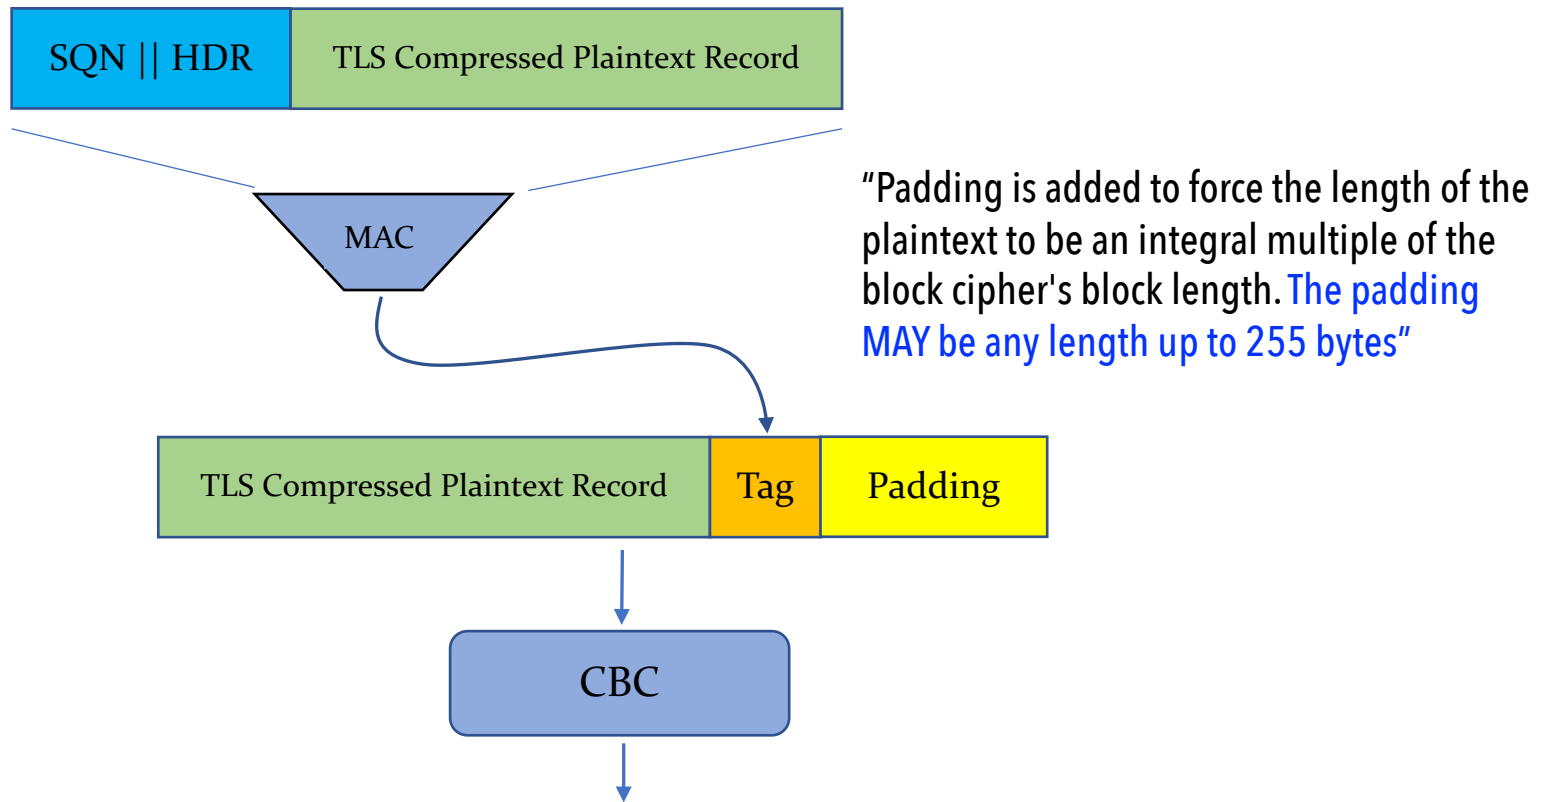 SQN || HDR
TLS Compressed Plaintext Record
MAC
“Padding is added to force the length of the
plaintext to be an integral multiple of the
block cipher's block length. The padding
MAY be any length up to 255 bytes”
TLS Compressed Plaintext Record
Tag
Padding
CBC